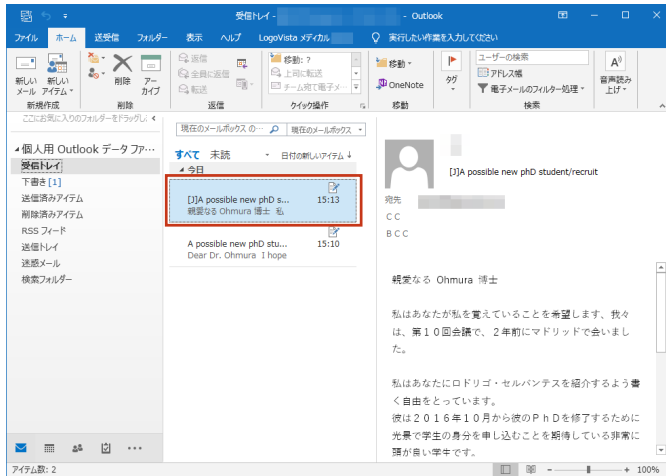 受信トレイ - - Outlook
ファイル ホーム 送受信 フォルダー 表示 ヘルプ LogoVista メディカル 実行したい作業を入力してください
新しい メール
新しい アイテム
削除
アー カイブ
返信
全員に返信
転送
移動: ?
上司に転送
チーム宛て電子メ...
移動
OneNote
タグ
ユーザーの検索
アドレス帳
電子メールのフィルター処理
音声読み 上げ
新規作成 削除 返信 クイック操作 移動 検索
ここにお気に入りのフォルダーをドラッグし
個人用 Outlook データ ファ…
受信トレイ
下書き [1]
送信済みアイテム
削除済みアイテム
RSS フィード
送信トレイ
迷惑メール
検索フォルダー
現在のメールボックス の… 現在のメールボックス
すべて 未読 日付の新しいアイテム ↓
今日
[J]A possible new phD s... 15:13
親愛なる Ohmura 博士 私
A possible new phD stu... 15:10
Dear Dr. Ohmura I hope
[J]A possible new phD student/recruit
宛先
CC
BCC
親愛なる Ohmura 博士
私はあなたが私を覚えていることを希望します、我々
は、第１０回会議で、２年前にマドリッドで会いまし
た。
私はあなたにロドリゴ・セルバンテスを紹介するよう書
く自由をとっています。
彼は２０１６年１０月から彼のＰｈＤを修了するために
光景で学生の身分を申し込むことを期待している非常に
頭が良い学生です。
アイテム数: 2
100%